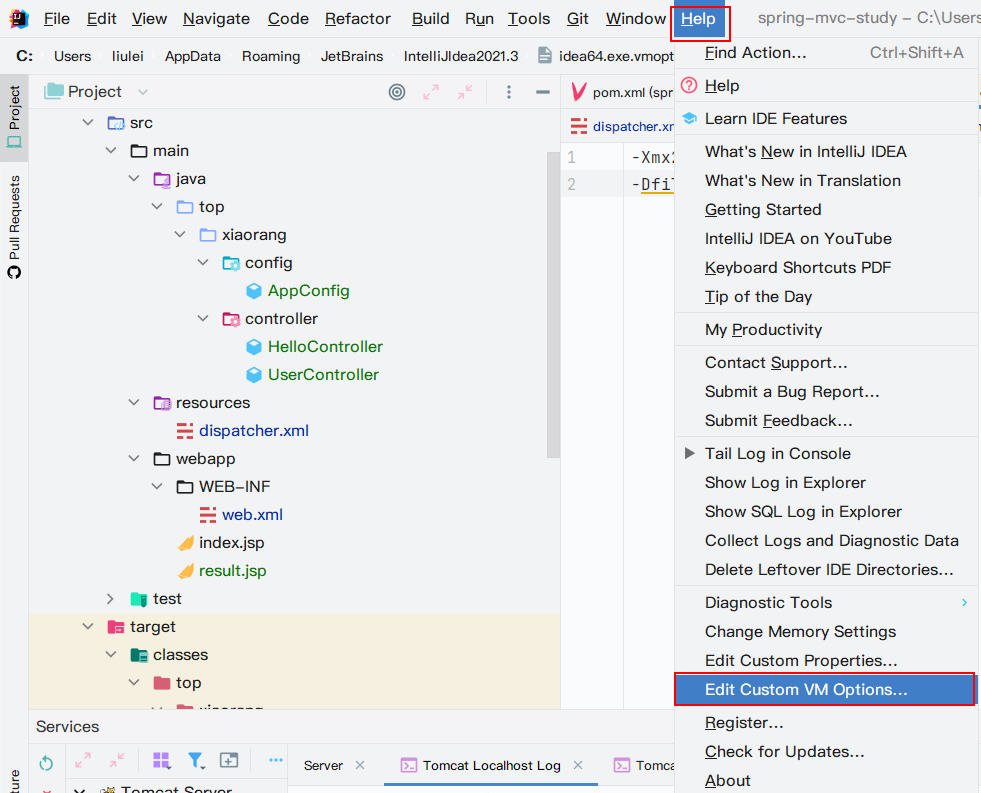 File Edit View Navigate Code Refactor Build Run Tools Git Window Help spring-mvc-study – C:\Users
C: Users liulei AppData Roaming JetBrains IntelliJIdea2021.3 idea64.exe.vmopt
Project
Project
Pull Requests
src
main
java
top
xiaorang
config
AppConfig
controller
HelloController
UserController
resources
dispatcher.xml
webapp
WEB-INF
web.xml
index.jsp
result.jsp
test
target
classes
top
xiaorang
pom.xml (spr
dispatcher.xm
1 -Xmx2
2 -Dfil
Find Action... Ctrl+Shift+A
Help
Learn IDE Features
What's New in IntelliJ IDEA
What's New in Translation
Getting Started
IntelliJ IDEA on YouTube
Keyboard Shortcuts PDF
Tip of the Day
My Productivity
Contact Support...
Submit a Bug Report...
Submit Feedback...
Tail Log in Console
Show Log in Explorer
Show SQL Log in Explorer
Collect Logs and Diagnostic Data
Delete Leftover IDE Directories...
Diagnostic Tools
Change Memory Settings
Edit Custom Properties...
Edit Custom VM Options...
Register...
Check for Updates...
About
Services
Server Tomcat Localhost Log Tomca
Tomcat Server
ture